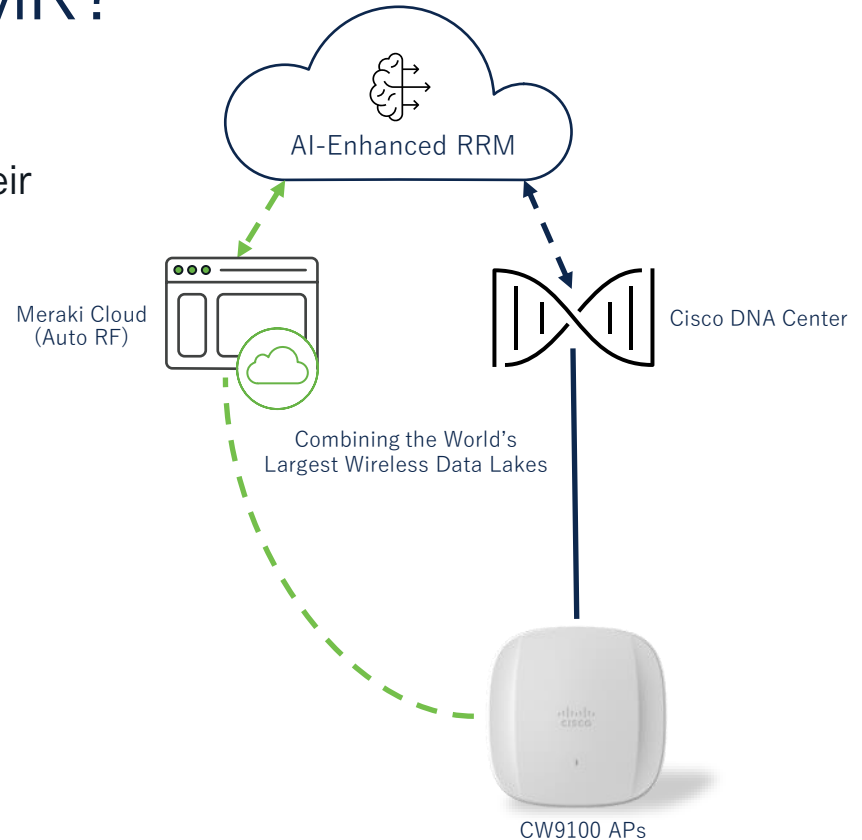 eir
AI-Enhanced RRM
Meraki Cloud
(Auto RF)
Cisco DNA Center
Combining the World's
Largest Wireless Data Lakes
CISCO
CW9100 APs